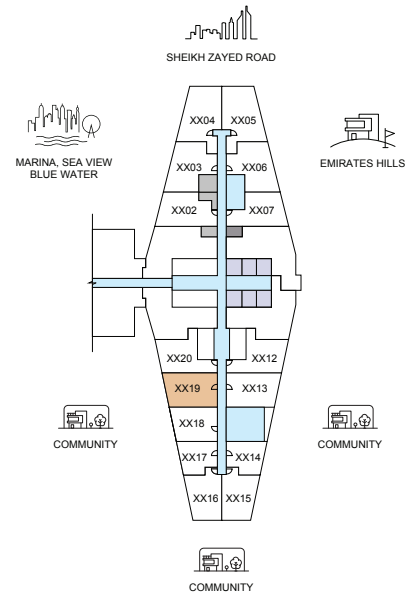 SHEIKH ZAYED ROAD
XX04 XX05
MARINA, SEA VIEW
BLUE WATER
EMIRATES HILLS
XX03 XX06
XX02 XX07
XX20 XX12
XX19 XX13
XX18
COMMUNITY
COMMUNITY
XX17 XX14
XX16 XX15
COMMUNITY